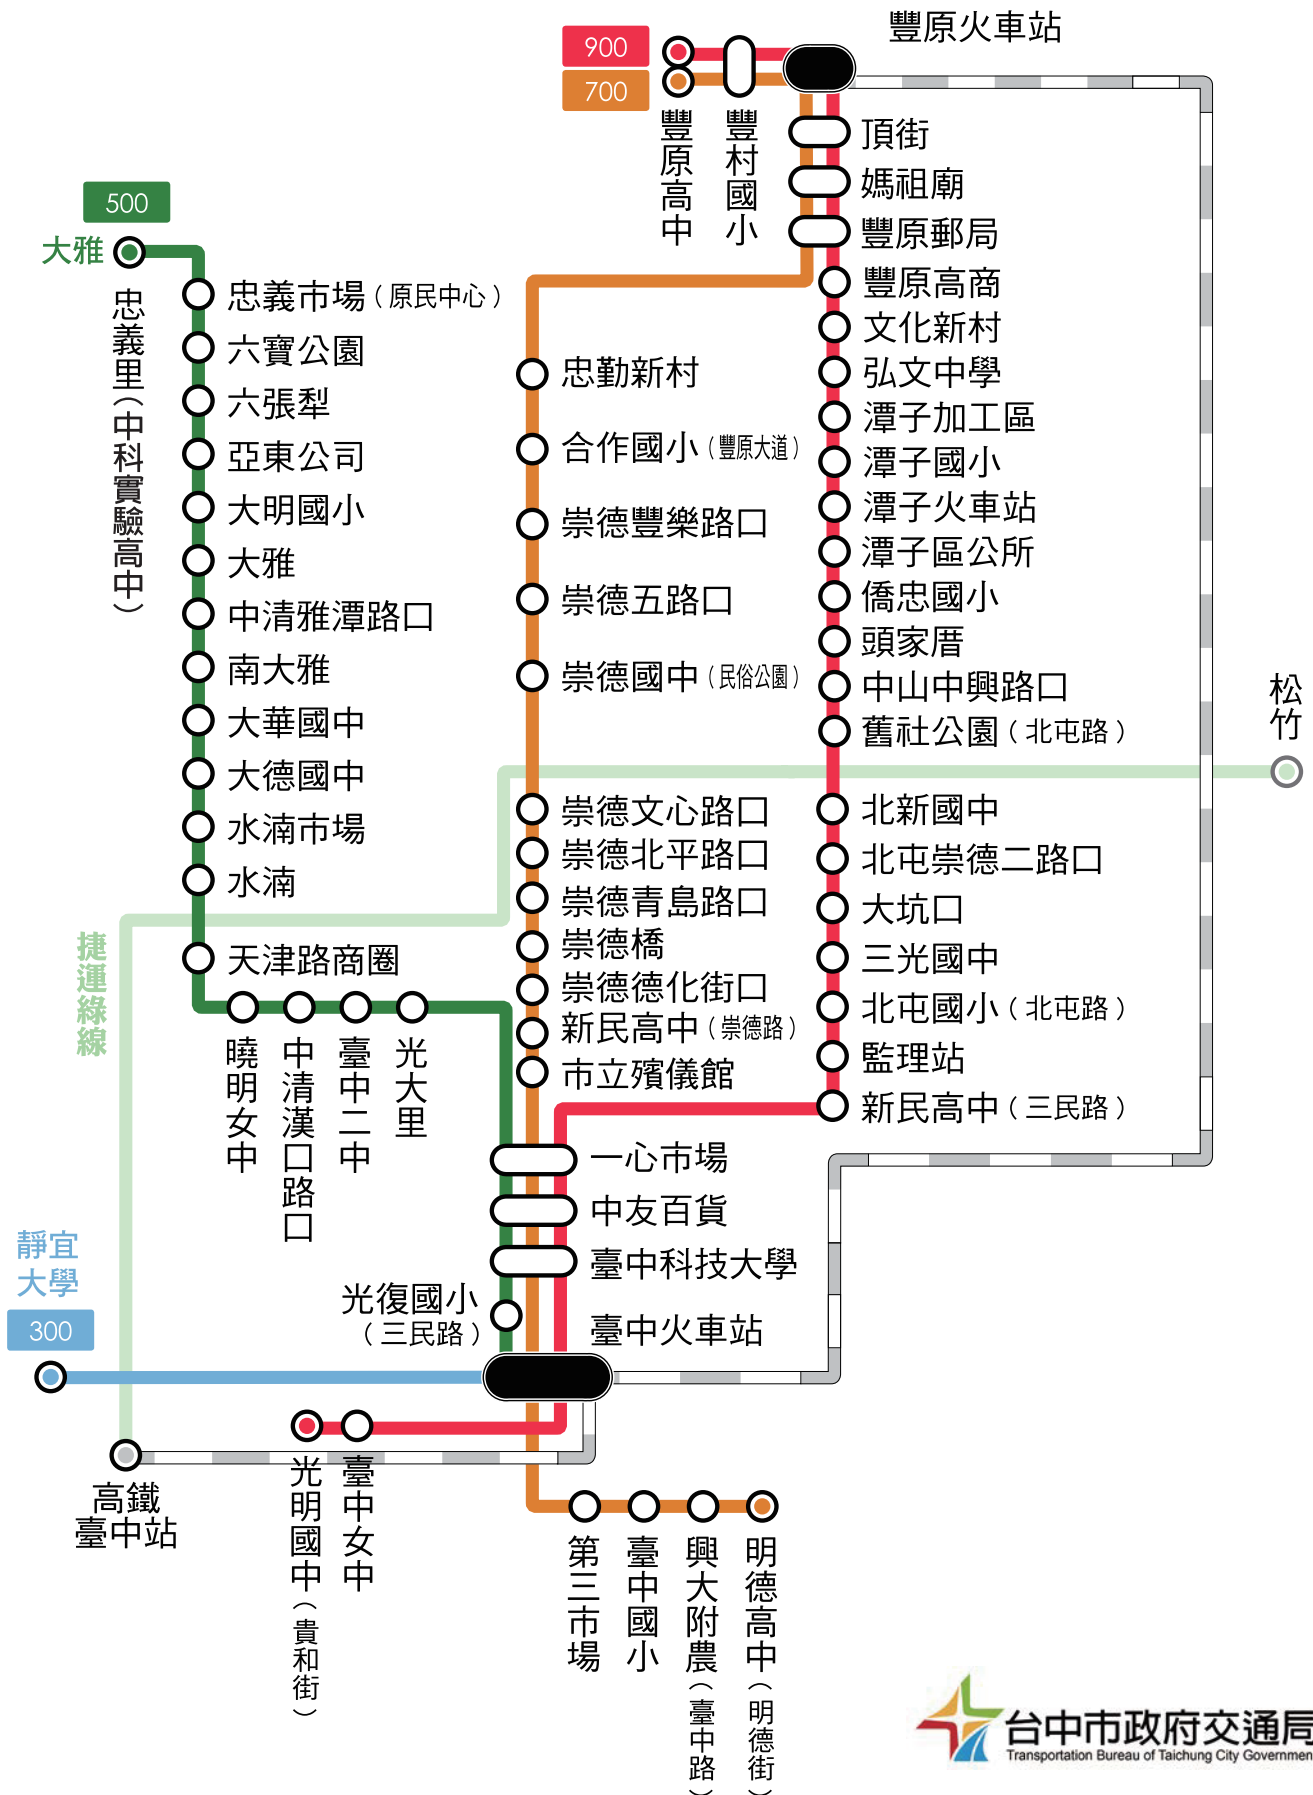 豐原火車站
900
700
豐原高中
豐村國小
頂街
媽祖廟
豐原郵局
豐原高商
文化新村
弘文中學
潭子加工區
潭子國小
潭子火車站
潭子區公所
僑忠國小
頭家厝
中山中興路口
舊社公園（北屯路）
北新國中
北屯崇德二路口
大坑口
三光國中
北屯國小（北屯路）
監理站
新民高中（三民路）
松竹
500
大雅
忠義里（中科實驗高中）
忠義市場（原民中心）
六寶公園
六張犁
亞東公司
大明國小
大雅
中清雅潭路口
南大雅
大華國中
大德國中
水湳市場
水湳
天津路商圈
曉明女中
中清漢口路口
臺中二中
光大里
忠勤新村
合作國小（豐原大道）
崇德豐樂路口
崇德五路口
崇德國中（民俗公園）
崇德文心路口
崇德北平路口
崇德青島路口
崇德橋
崇德德化街口
新民高中（崇德路）
市立殯儀館
一心市場
中友百貨
臺中科技大學
光復國小
（三民路）
臺中火車站
捷運綠線
靜宜
大學
300
高鐵
臺中站
光明國中（貴和街）
臺中女中
第三市場
臺中國小
興大附農（臺中路）
明德高中（明德街）
台中市政府交通局
Transportation Bureau of Taichung City Governmen